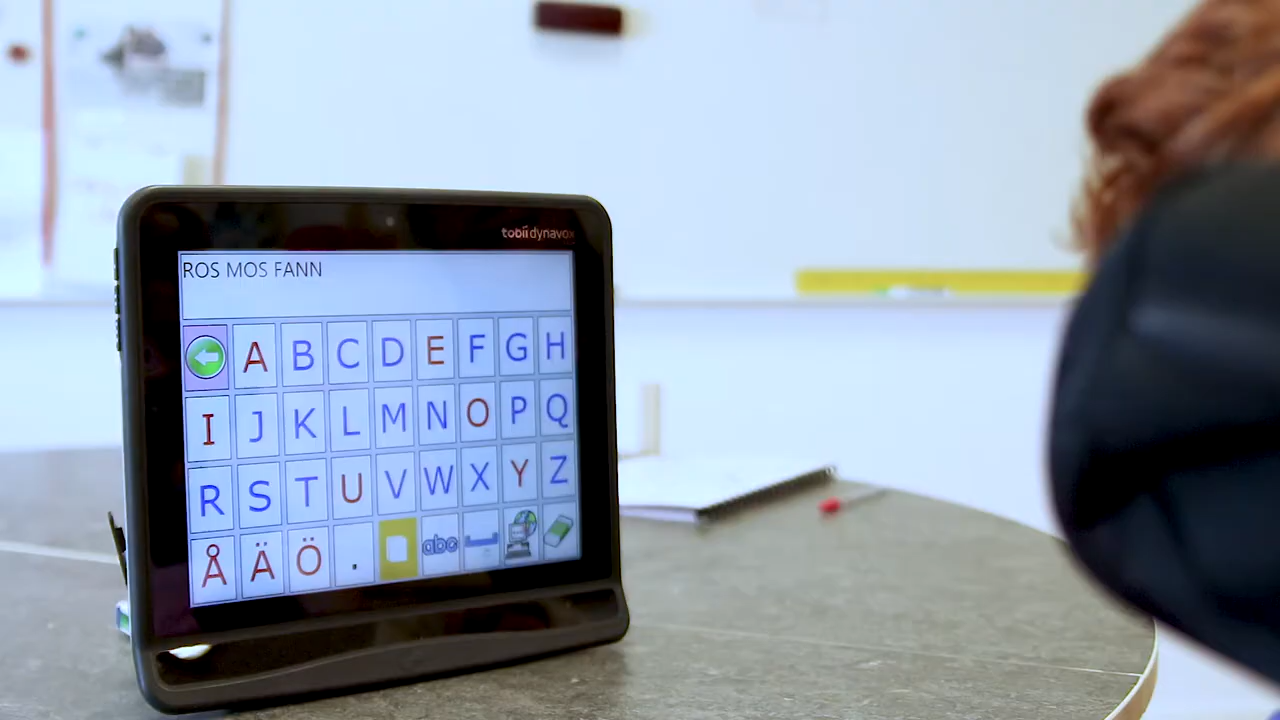 tobii dynavox
ROS MOS FANN
A B C D E F G H
I J K L M N O P Q
R S T U V W X Y Z
Å Ä Ö . abc